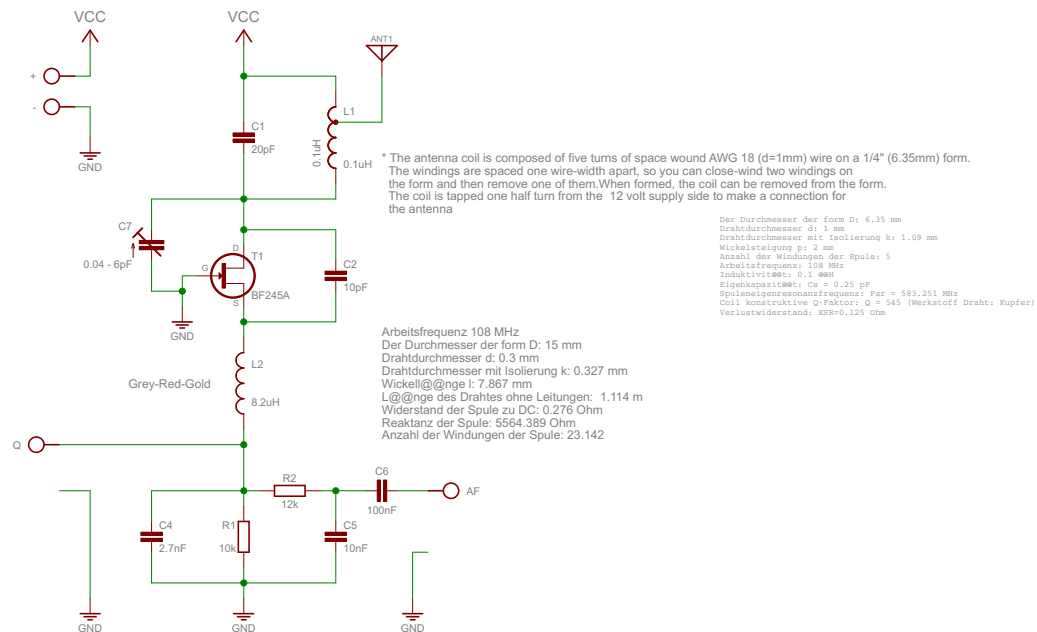 VCC
VCC
ANT1
+
-
GND
L1
C1
20pF
0.1uH
0.1uH
* The antenna coil is composed of five turns of space wound AWG 18 (d=1mm) wire on a 1/4" (6.35mm) form.
The windings are spaced one wire-width apart, so you can close-wind two windings on
the form and then remove one of them.When formed, the coil can be removed from the form.
The coil is tapped one half turn from the 12 volt supply side to make a connection for
the antenna
Der Durchmesser der form D: 6.35 mm
Drahtdurchmesser d: 1 mm
Drahtdurchmesser mit Isolierung k: 1.09 mm
Wickelsteigung p: 2 mm
Anzahl der Windungen der Spule: 5
Arbeitsfrequenz: 108 MHz
Induktivit@@t: 0.1 @@H
Eigenkapazit@@t: Cs = 0.25 pF
Spuleneigenresonanzfrequenz: Fsr = 583.251 MHz
Coil konstruktive Q-Faktor: Q = 545 (Werkstoff Draht: Kupfer)
Verlustwiderstand: ESR=0.125 Ohm
C7
0.04 - 6pF
D
T1
G
S
BF245A
C2
10pF
GND
Arbeitsfrequenz 108 MHz
Der Durchmesser der form D: 15 mm
Drahtdurchmesser d: 0.3 mm
Drahtdurchmesser mit Isolierung k: 0.327 mm
Wickell@@nge l: 7.867 mm
L@@nge des Drahtes ohne Leitungen: 1.114 m
Widerstand der Spule zu DC: 0.276 Ohm
Reaktanz der Spule: 5564.389 Ohm
Anzahl der Windungen der Spule: 23.142
L2
Grey-Red-Gold
8.2uH
Q
R2
12k
C6
100nF
AF
C4
2.7nF
R1
10k
C5
10nF
GND
GND
GND